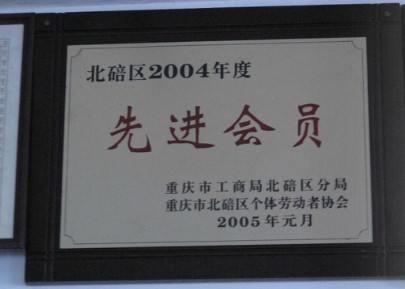 北碚区2004年度
先进会员
重庆市工商局北碚区分局
重庆市北碚区个体劳动者协会
2005年元月